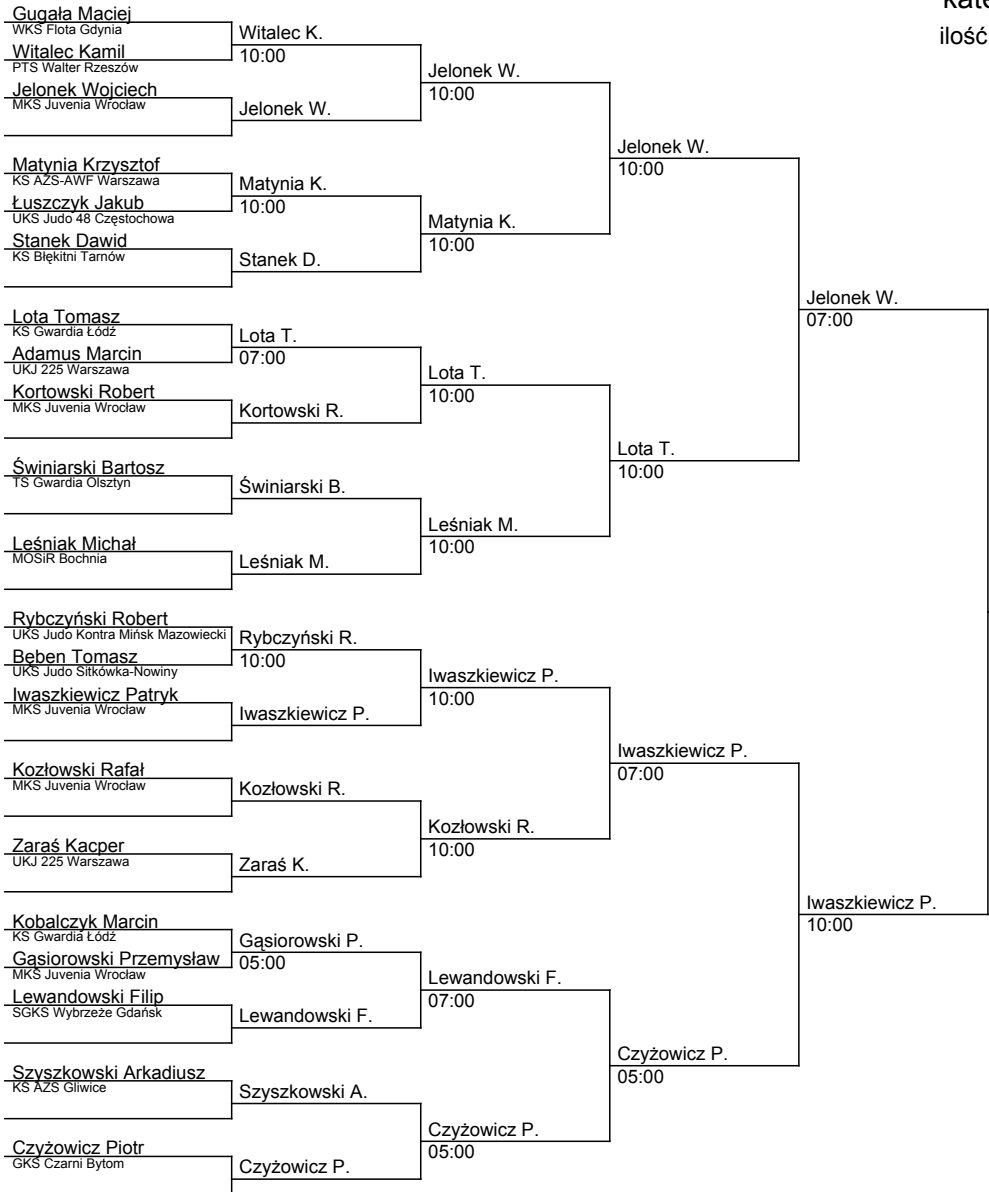 Gugała Maciej
WKS Flota Gdynia
Witalec Kamil
PTS Walter Rzeszów
Jelonek Wojciech
MKS Juvenia Wrocław
Matynia Krzysztof
KS AZS-AWF Warszawa
Łuszczyk Jakub
UKS Judo 48 Częstochowa
Stanek Dawid
KS Błękitni Tarnów
Lota Tomasz
KS Gwardia Łódź
Adamus Marcin
UKJ 225 Warszawa
Kortowski Robert
MKS Juvenia Wrocław
Świniarski Bartosz
TS Gwardia Olsztyn
Leśniak Michał
MOSiR Bochnia
Rybczyński Robert
UKS Judo Kontra Mińsk Mazowiecki
Bęben Tomasz
UKS Judo Sitkówka-Nowiny
Iwaszkiewicz Patryk
MKS Juvenia Wrocław
Kozłowski Rafał
MKS Juvenia Wrocław
Zaraś Kacper
UKJ 225 Warszawa
Kobalczyk Marcin
KS Gwardia Łódź
Gąsiorowski Przemysław
MKS Juvenia Wrocław
Lewandowski Filip
SGKS Wybrzeże Gdańsk
Szyszkowski Arkadiusz
KS AZS Gliwice
Czyżowicz Piotr
GKS Czarni Bytom
Witalec K.
10:00
Jelonek W.
Matynia K.
10:00
Stanek D.
Lota T.
07:00
Kortowski R.
Świniarski B.
Leśniak M.
Rybczyński R.
10:00
Iwaszkiewicz P.
Kozłowski R.
Zaraś K.
Gąsiorowski P.
05:00
Lewandowski F.
Szyszkowski A.
Czyżowicz P.
Jelonek W.
10:00
Matynia K.
10:00
Lota T.
10:00
Leśniak M.
10:00
Iwaszkiewicz P.
10:00
Kozłowski R.
10:00
Lewandowski F.
07:00
Czyżowicz P.
05:00
Jelonek W.
10:00
Lota T.
10:00
Iwaszkiewicz P.
07:00
Czyżowicz P.
05:00
Jelonek W.
07:00
Iwaszkiewicz P.
10:00
ilość